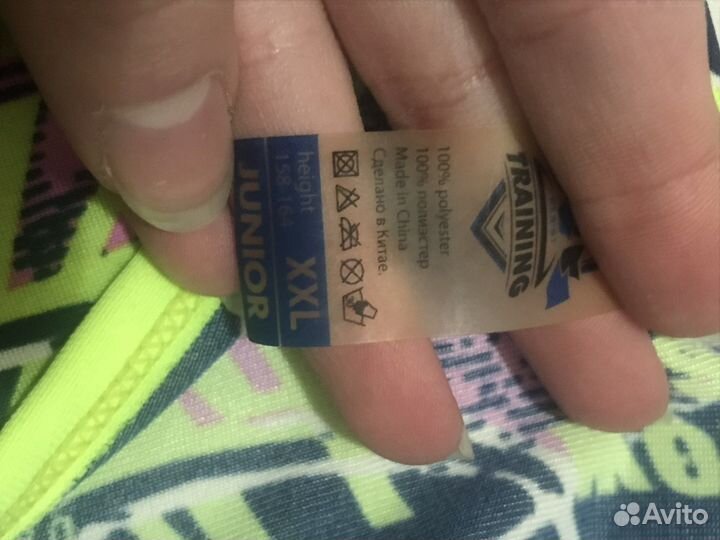 TRAINING
100% polyester
100% полиэстер
Made in China
Сделано в Китае.
height
158-164
XXL
JUNIOR
Avito